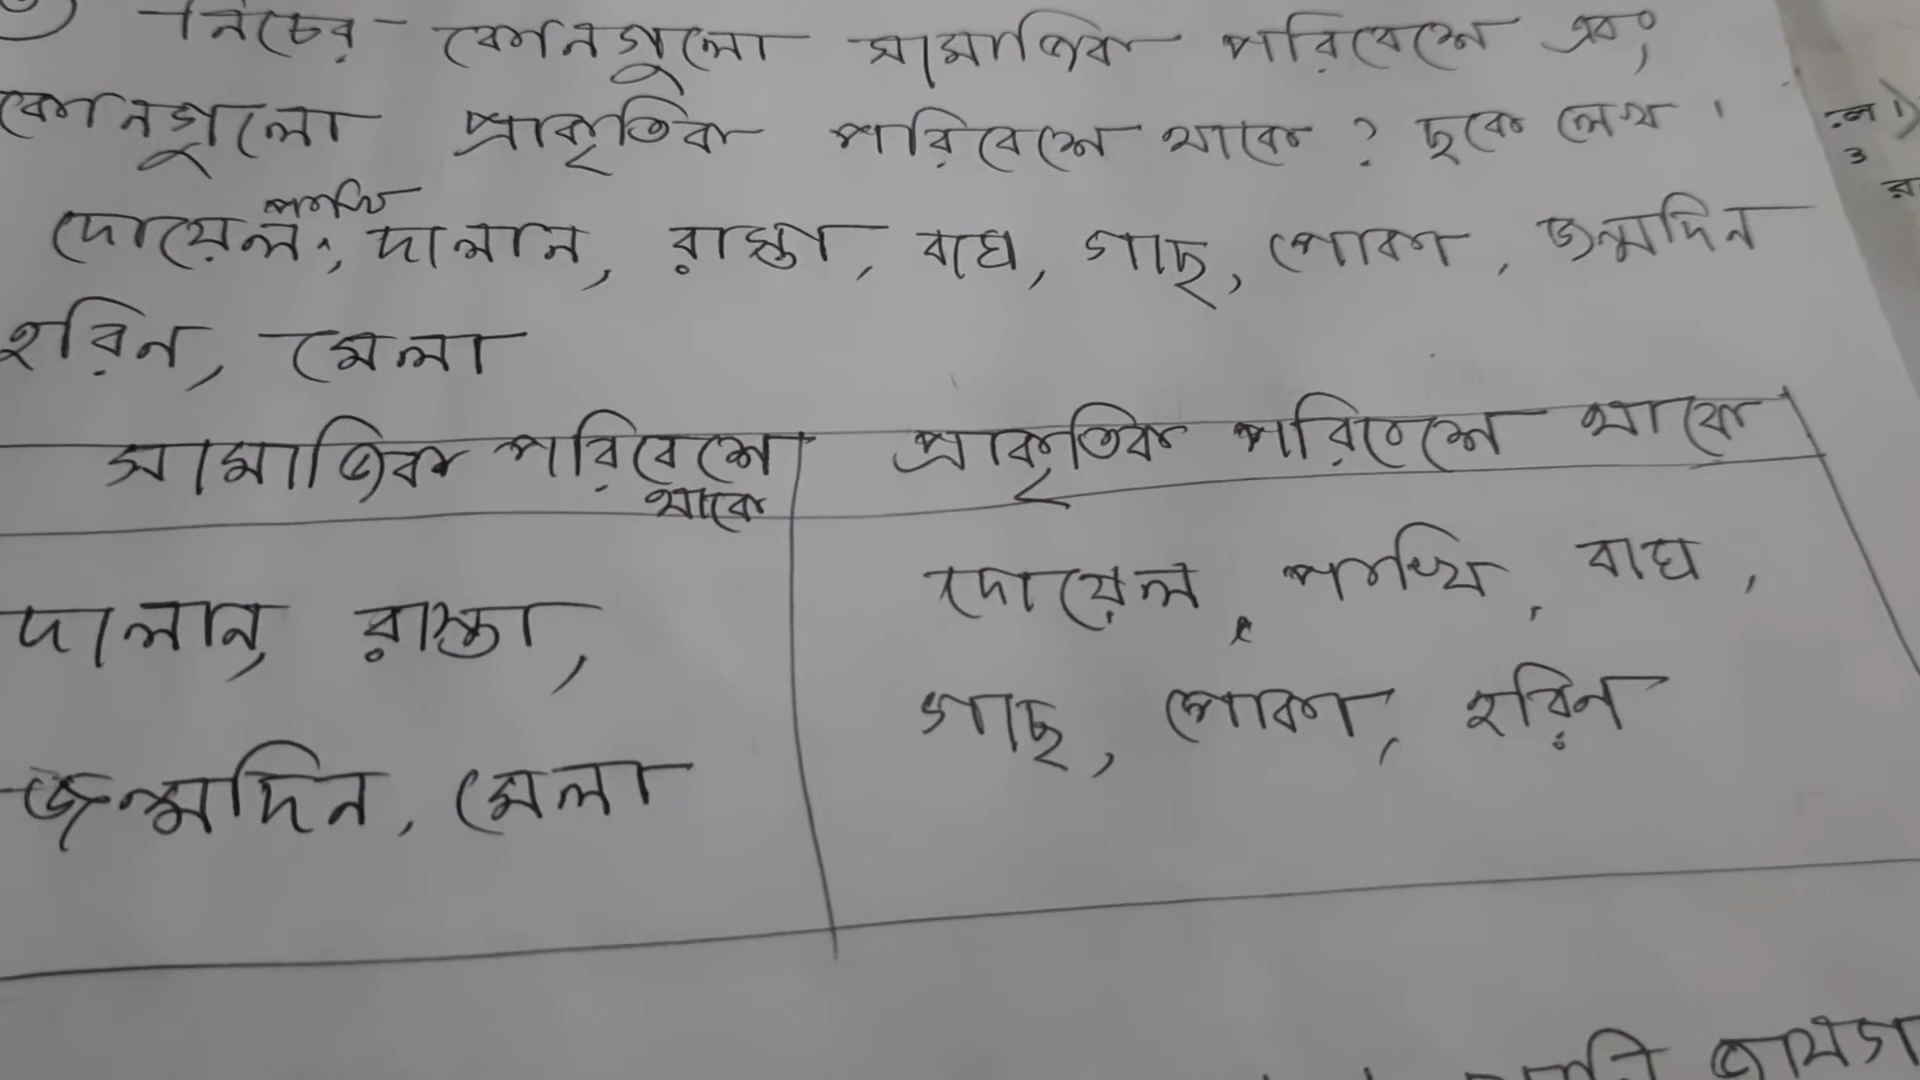 নিচের কোনগুলো সামাজিক পরিবেশে এবং
কোনগুলো প্রাকৃতিক পরিবেশে থাকে ? ছকে লেখ ।
দোয়েল পাখি, দালান, রাস্তা, বাঘ, গাছ, পোকা, জন্মদিন
হরিন, মেলা
সামাজিক পরিবেশে থাকে
প্রাকৃতিক পরিবেশে থাকে
দালান, রাস্তা,
জন্মদিন, মেলা
দোয়েল, পাখি, বাঘ,
গাছ, পোকা, হরিন